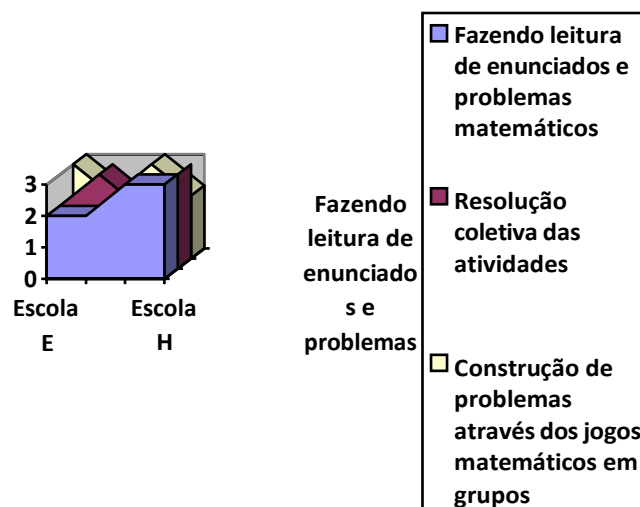 3
2
1
0
Escola
E
Escola
H
Fazendo
leitura de
enunciado
s e
problemas
Fazendo leitura
de enunciados e
problemas
matemáticos
Resolução
coletiva das
atividades
Construção de
problemas
através dos jogos
matemáticos em
grupos